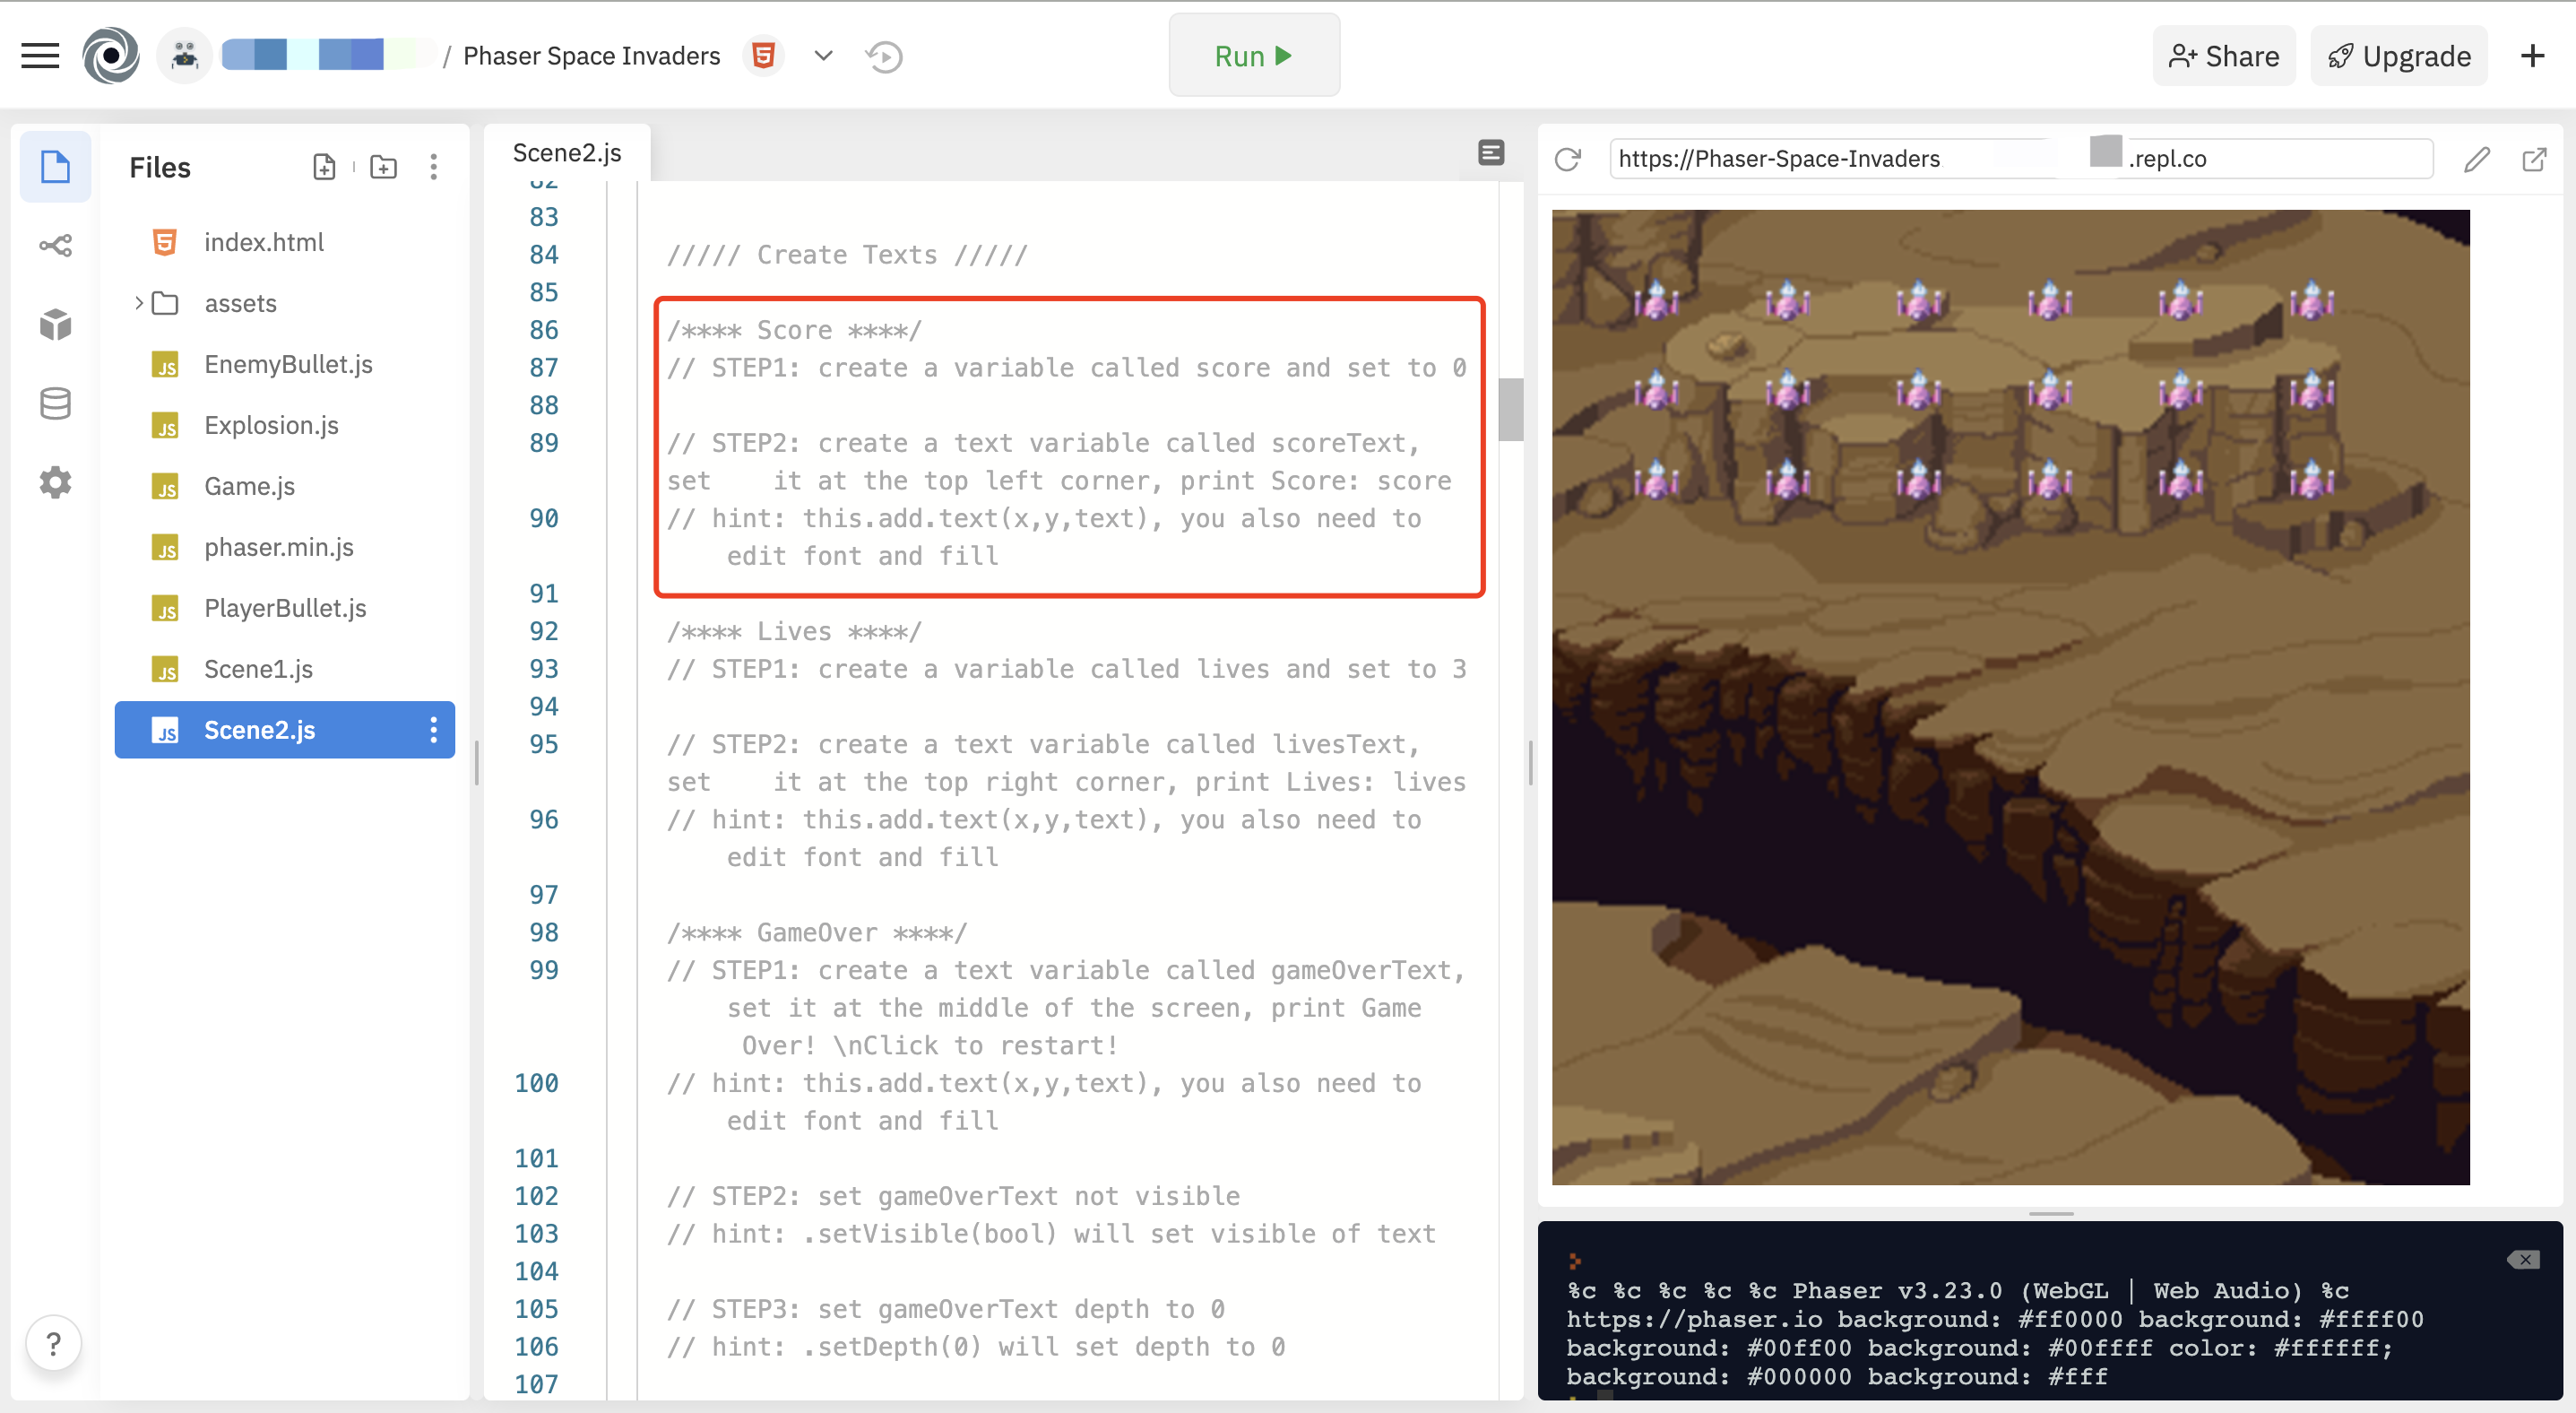 / Phaser Space Invaders
Run
Share
Upgrade
Files
index.html
assets
EnemyBullet.js
Explosion.js
Game.js
phaser.min.js
PlayerBullet.js
Scene1.js
Scene2.js
?
Scene2.js
82
83
84 ///// Create Texts /////
85
86 /**** Score ****/
87 // STEP1: create a variable called score and set to 0
88
89 // STEP2: create a text variable called scoreText,
set    it at the top left corner, print Score: score
90 // hint: this.add.text(x,y,text), you also need to
edit font and fill
91
92 /**** Lives ****/
93 // STEP1: create a variable called lives and set to 3
94
95 // STEP2: create a text variable called livesText,
set    it at the top right corner, print Lives: lives
96 // hint: this.add.text(x,y,text), you also need to
edit font and fill
97
98 /**** GameOver ****/
99 // STEP1: create a text variable called gameOverText,
set it at the middle of the screen, print Game
Over! \nClick to restart!
100 // hint: this.add.text(x,y,text), you also need to
edit font and fill
101
102 // STEP2: set gameOverText not visible
103 // hint: .setVisible(bool) will set visible of text
104
105 // STEP3: set gameOverText depth to 0
106 // hint: .setDepth(0) will set depth to 0
107
https://Phaser-Space-Invaders .repl.co
%c %c %c %c %c Phaser v3.23.0 (WebGL | Web Audio) %c
https://phaser.io background: #ff0000 background: #ffff00
background: #00ff00 background: #00ffff color: #ffffff;
background: #000000 background: #fff